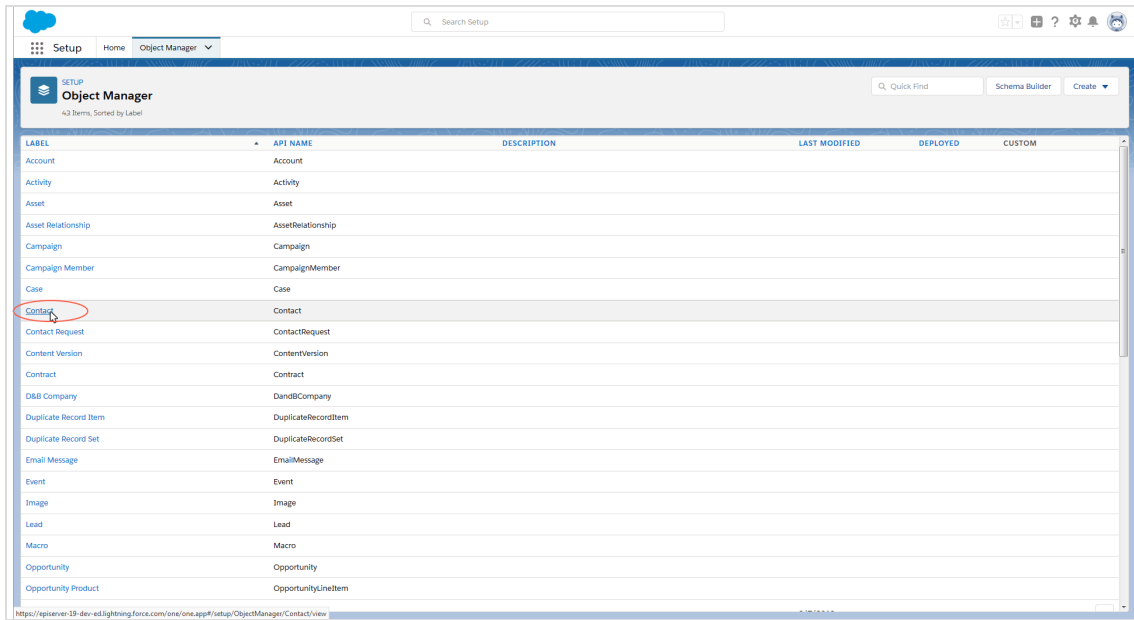 Search Setup
Setup Home Object Manager
SETUP
Object Manager
43 Items, Sorted by Label
Quick Find Schema Builder Create
LABEL API NAME DESCRIPTION LAST MODIFIED DEPLOYED CUSTOM
Account Account
Activity Activity
Asset Asset
Asset Relationship AssetRelationship
Campaign Campaign
Campaign Member CampaignMember
Case Case
Contact Contact
Contact Request ContactRequest
Content Version ContentVersion
Contract Contract
D&B Company DandBCompany
Duplicate Record Item DuplicateRecordItem
Duplicate Record Set DuplicateRecordSet
Email Message EmailMessage
Event Event
Image Image
Lead Lead
Macro Macro
Opportunity Opportunity
Opportunity Product OpportunityLineItem
https://episerver-19-dev-ed.lightning.force.com/one/one.app#/setup/ObjectManager/Contact/view